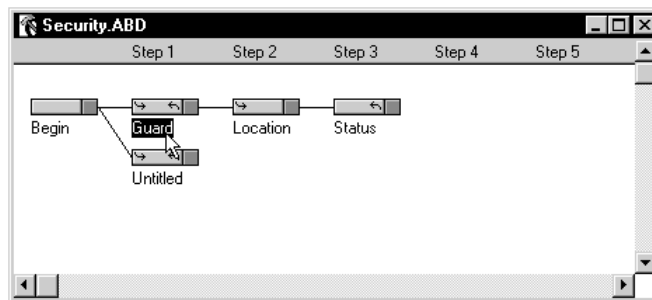 Security.ABD
Step 1 Step 2 Step 3 Step 4 Step 5
Begin Guard Location Status
Untitled